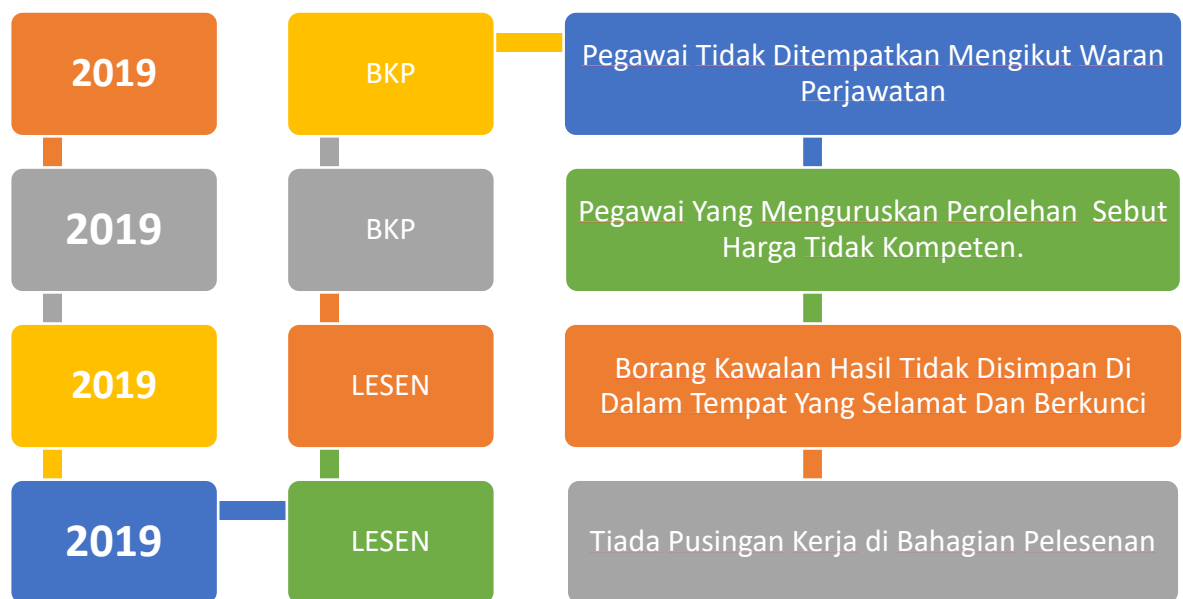 2019
BKP
Pegawai Tidak Ditempatkan Mengikut Waran
Perjawatan
2019
BKP
Pegawai Yang Menguruskan Perolehan  Sebut
Harga Tidak Kompeten.
2019
LESEN
Borang Kawalan Hasil Tidak Disimpan Di
Dalam Tempat Yang Selamat Dan Berkunci
2019
LESEN
Tiada Pusingan Kerja di Bahagian Pelesenan